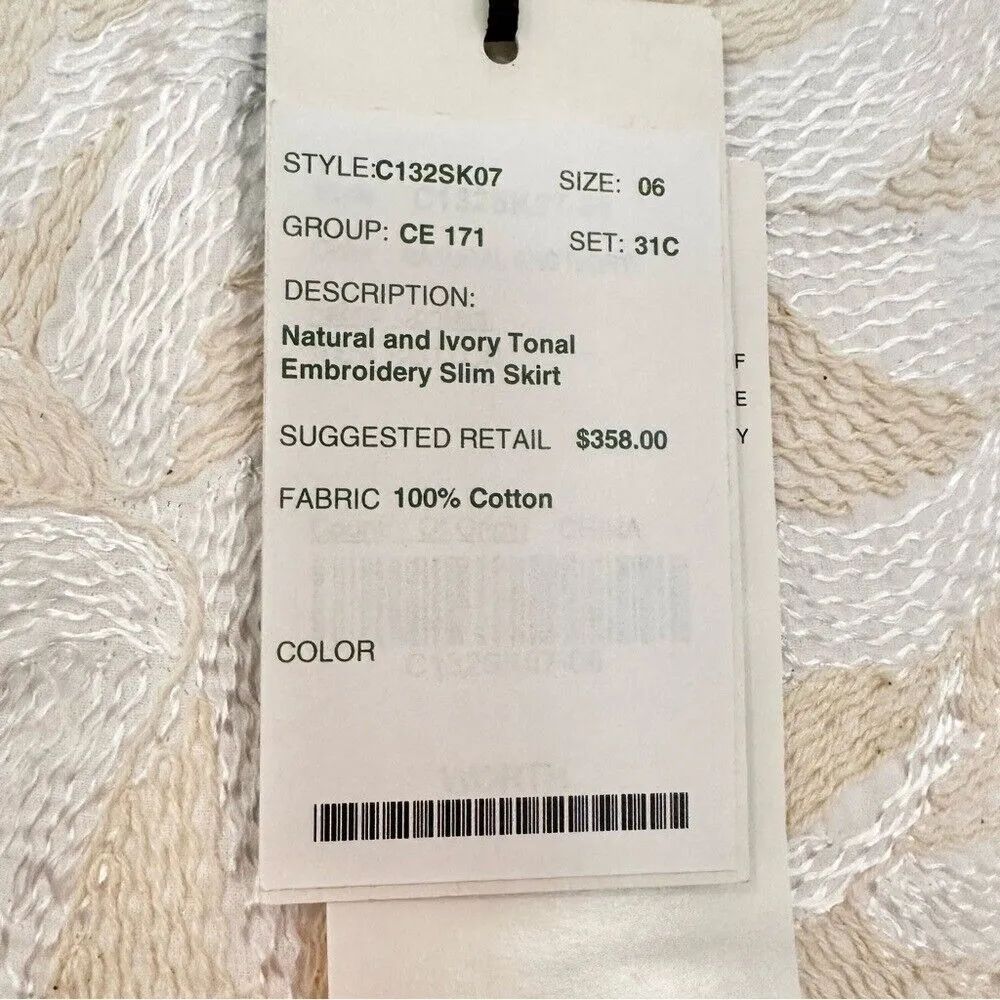 STYLE:C132SK07 SIZE: 06
GROUP: CE 171 SET: 31C
DESCRIPTION:
Natural and Ivory Tonal
Embroidery Slim Skirt
SUGGESTED RETAIL $358.00
FABRIC 100% Cotton
COLOR
F
E
Y